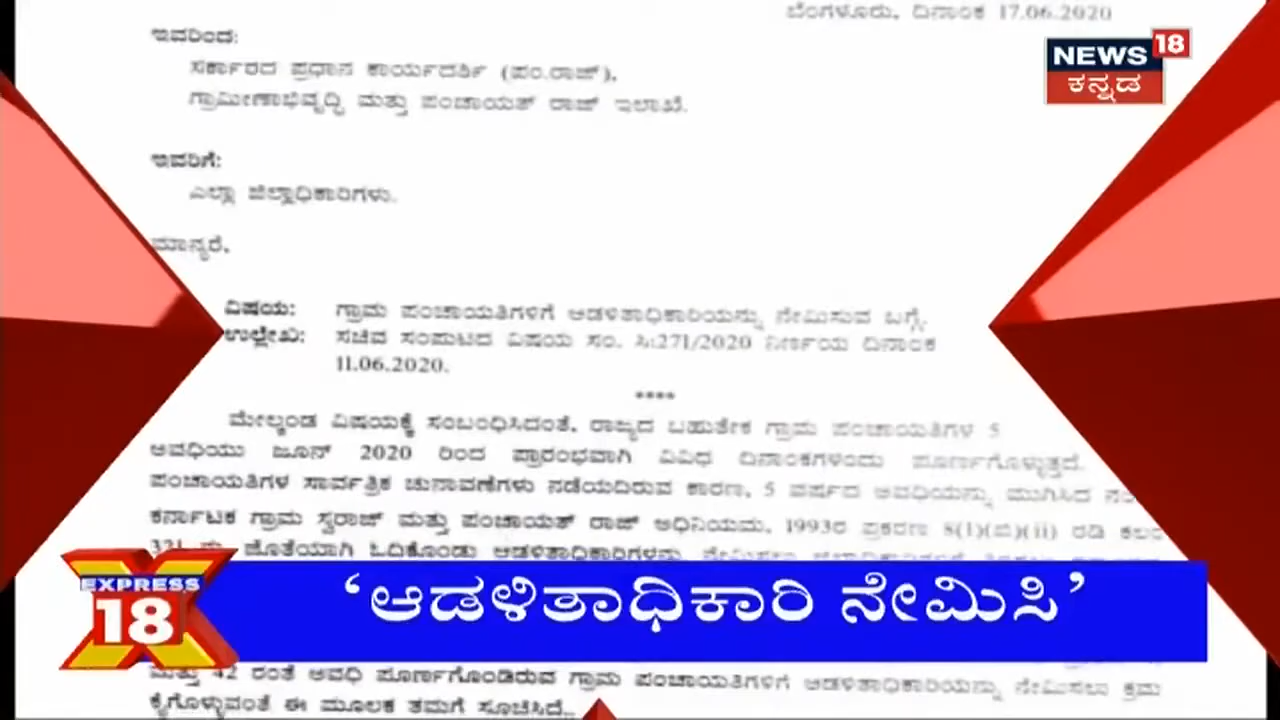 ಬೆಂಗಳೂರು, ದಿನಾಂಕ 17.06.2020
NEWS 18
ಕನ್ನಡ
ಇವರಿಂದ:
ಸರ್ಕಾರದ ಪ್ರಧಾನ ಕಾರ್ಯದರ್ಶಿ (ಪಂ.ರಾಜ್),
ಗ್ರಾಮೀಣಾಭಿವೃದ್ಧಿ ಮತ್ತು ಪಂಚಾಯತ್ ರಾಜ್ ಇಲಾಖೆ.
ಇವರಿಗೆ:
ಎಲ್ಲಾ ಜಿಲ್ಲಾಧಿಕಾರಿಗಳು.
ಮಾನ್ಯರೆ,
ವಿಷಯ: ಗ್ರಾಮ ಪಂಚಾಯತಿಗಳಿಗೆ ಆಡಳಿತಾಧಿಕಾರಿಯನ್ನು ನೇಮಿಸುವ ಬಗ್ಗೆ.
ಉಲ್ಲೇಖ: ಸಚಿವ ಸಂಪುಟದ ವಿಷಯ ಸಂ. ಸಿ:271/2020 ನಿರ್ಣಯ ದಿನಾಂಕ
11.06.2020.
****
ಮೇಲ್ಕಂಡ ವಿಷಯಕ್ಕೆ ಸಂಬಂಧಿಸಿದಂತೆ, ರಾಜ್ಯದ ಬಹುತೇಕ ಗ್ರಾಮ ಪಂಚಾಯತಿಗಳ 5
ಅವಧಿಯು ಜೂನ್ 2020 ರಿಂದ ಪ್ರಾರಂಭವಾಗಿ ವಿವಿಧ ದಿನಾಂಕಗಳಂದು ಪೂರ್ಣಗೊಳ್ಳುತ್ತದೆ.
ಪಂಚಾಯತಿಗಳ ಸಾರ್ವತ್ರಿಕ ಚುನಾವಣೆಗಳು ನಡೆಯದಿರುವ ಕಾರಣ, 5 ವರ್ಷದ ಅವಧಿಯನ್ನು ಮುಗಿಸಿದ
ಕರ್ನಾಟಕ ಗ್ರಾಮ ಸ್ವರಾಜ್ ಮತ್ತು ಪಂಚಾಯತ್ ರಾಜ್ ಅಧಿನಿಯಮ, 1993ರ ಪ್ರಕರಣ 8(1)(ಬಿ)(ii) ರಡಿ
ಜೊತೆಯಾಗಿ ಓದಿಕೊಂಡು ಆಡಳಿತಾಧಿಕಾರಿಗಳನ್ನು ನೇಮಿಸಲು
EXPRESS
18
‘ಆಡಳಿತಾಧಿಕಾರಿ ನೇಮಿಸಿ’
ಮತ್ತು 42 ರಂತೆ ಅವಧಿ ಪೂರ್ಣಗೊಂಡಿರುವ ಗ್ರಾಮ ಪಂಚಾಯತಿಗಳಿಗೆ ಆಡಳಿತಾಧಿಕಾರಿಯನ್ನು ನೇಮಿಸಲು ಕ್ರಮ
ಕೈಗೊಳ್ಳುವಂತೆ ಈ ಮೂಲಕ ತಮಗೆ ಸೂಚಿಸಿದೆ.